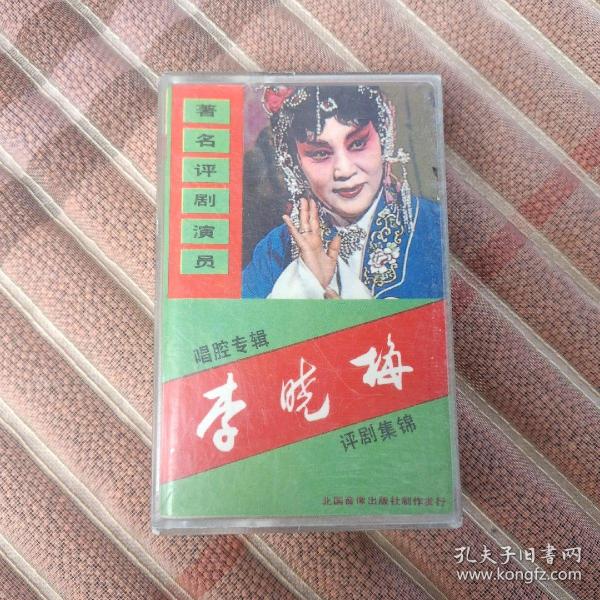 著名评剧演员
唱腔专辑
李晓梅
评剧集锦
北国音像出版社制作发行
孔夫子旧书网
www.kongfz.com